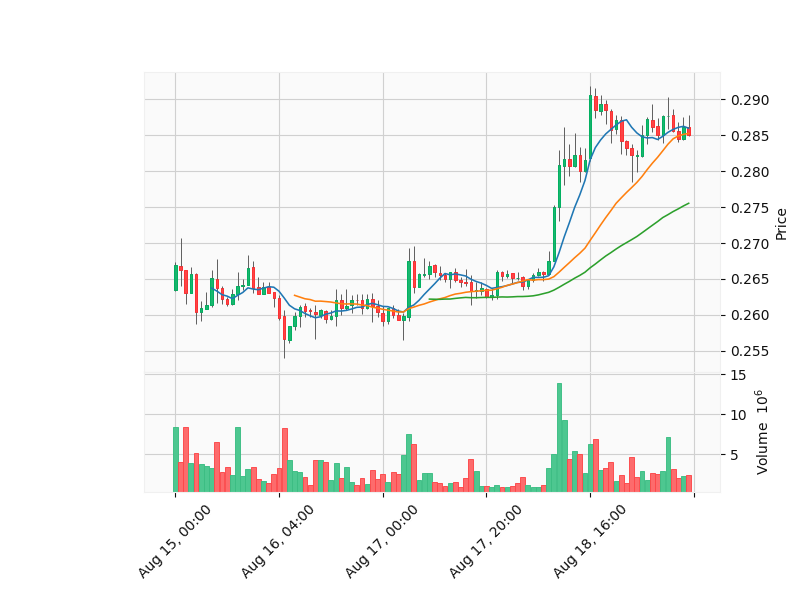 0.290
0.285
0.280
0.275
0.270
0.265
0.260
0.255
Price
15
10
5
Volume 10⁶
Aug 15, 00:00
Aug 16, 04:00
Aug 17, 00:00
Aug 17, 20:00
Aug 18, 16:00